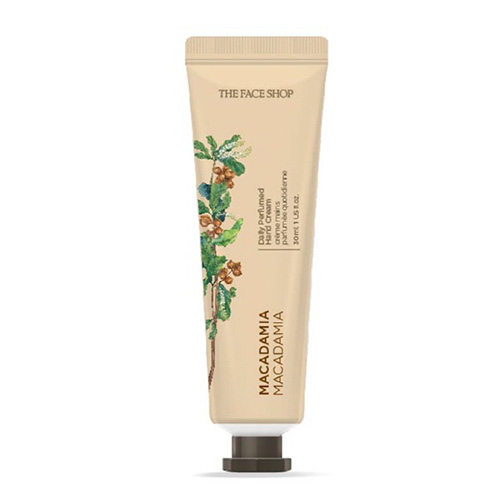 THE FACE SHOP
Daily Perfumed
Hand Cream
crème mains
parfumée quotidienne
30ml 1 US fl.oz.
MACADAMIA
MACADAMIA